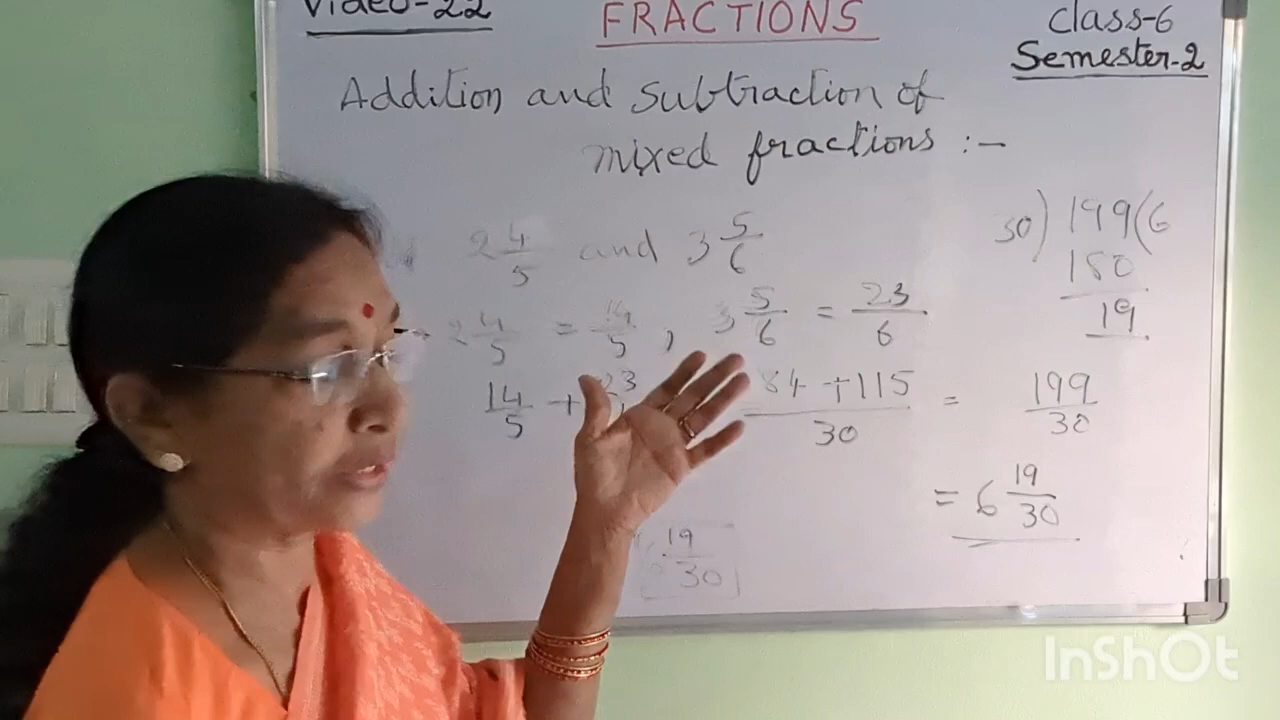 Video-22
FRACTIONS
Class-6
Semester-2
Addition and subtraction of
mixed fractions :-
2 4/5 and 3 5/6
2 4/5 = 14/5 , 3 5/6 = 23/6
14/5 + 23 84 + 115/30 = 199/30
= 6 19/30
19/30
30) 199 (6
180
19
InShOt